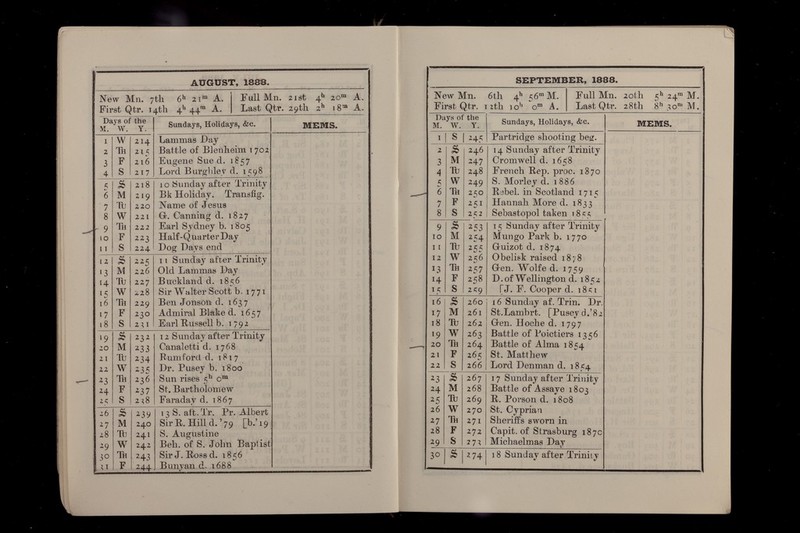 AUGUST, 1888.
New Mn. 7th 6h 21m A. Full Mn. 21st 4h 20m A.
First Qtr. 14th 4h 44m A. Last Qtr. 29th 2h 18m A.
Days of the Sundays, Holidays, &c. MEMS.
M. W. Y.
1 W 214 Lammas Day
2 Th 215 Battle of Blenheim 1702
3 F 216 Eugene Sue d. 1857
4 S 217 Lord Burghley d. 1598
5 S 218 10 Sunday after Trinity
6 M 219 Bk Holiday. Transfig.
7 Tu 220 Name of Jesus
8 W 221 G. Canning d. 1827
9 Th 222 Earl Sydney b. 1805
10 F 223 Half-Quarter Day
11 S 224 Dog Days end
12 S 225 11 Sunday after Trinity
13 M 226 Old Lammas Day
14 Tu 227 Buckland d. 1856
15 W 228 Sir Walter Scott b. 1771
16 Th 229 Ben Jonson d. 1637
17 F 230 Admiral Blake d. 1657
18 S 231 Earl Russell b. 1792
19 S 232 12 Sunday after Trinity
20 M 233 Canaletti d. 1768
21 Tu 234 Rumford d. 1817
22 W 235 Dr. Pusey b. 1800
23 Th 236 Sun rises 5h 0m
24 F 237 St. Bartholomew
25 S 238 Faraday d. 1867
26 S 239 13 S. aft. Tr. Pr. Albert
27 M 240 Sir R. Hill d. '79 [b.'19
28 Tu 241 S. Augustine
29 W 242 Beh. of S. John Baptist
30 Th 243 Sir J. Ross d. 1856
31 F 244 Bunyan d. 1688
SEPTEMBER, 1888.
New Mn. 6th 4h 56m M. Full Mn. 20th 5h 24m M.
First Qtr. 12th 10h 0m A. Last Qtr. 28th 8h 30m M.
Days of the Sundays, Holidays, &c. MEMS.
M. W. Y.
1 S 245 Partridge shooting beg.
2 S 246 14 Sunday after Trinity
3 M 247 Cromwell d. 1658
4 Tu 248 French Rep. proc. 1870
5 W 249 S. Morley d. 1886
6 Th 250 Rebel. in Scotland 1715
7 F 251 Hannah More d. 1833
8 S 252 Sebastopol taken 1855
9 S 253 15 Sunday after Trinity
10 M 254 Mungo Park b. 1770
11 Tu 255 Guizot d. 1874
12 W 256 Obelisk raised 1878
13 Th 257 Gen. Wolfe d. 1759
14 F 258 D. of Wellington d. 1852
15 S 259 [J. F. Cooper d. 1851
16 S 260 16 Sunday af. Trin. Dr.
17 M 261 St. Lambrt. [Pusey d.'82
18 Tu 262 Gen. Hoche d. 1797
19 W 263 Battle of Poictiers 1356
20 Th 264 Battle of Alma 1854
21 F 265 St. Matthew
22 S 266 Lord Denman d. 1854
23 S 267 17 Sunday after Trinity
24 M 268 Battle of Assaye 1803
25 Tu 269 R. Porson d. 1808
26 W 270 St. Cyprian
27 Th 271 Sheriffs sworn in
28 F 272 Capit. of Strasburg 1870
29 S 273 Michaelmas Day
30 S 274 18 Sunday after Trinity